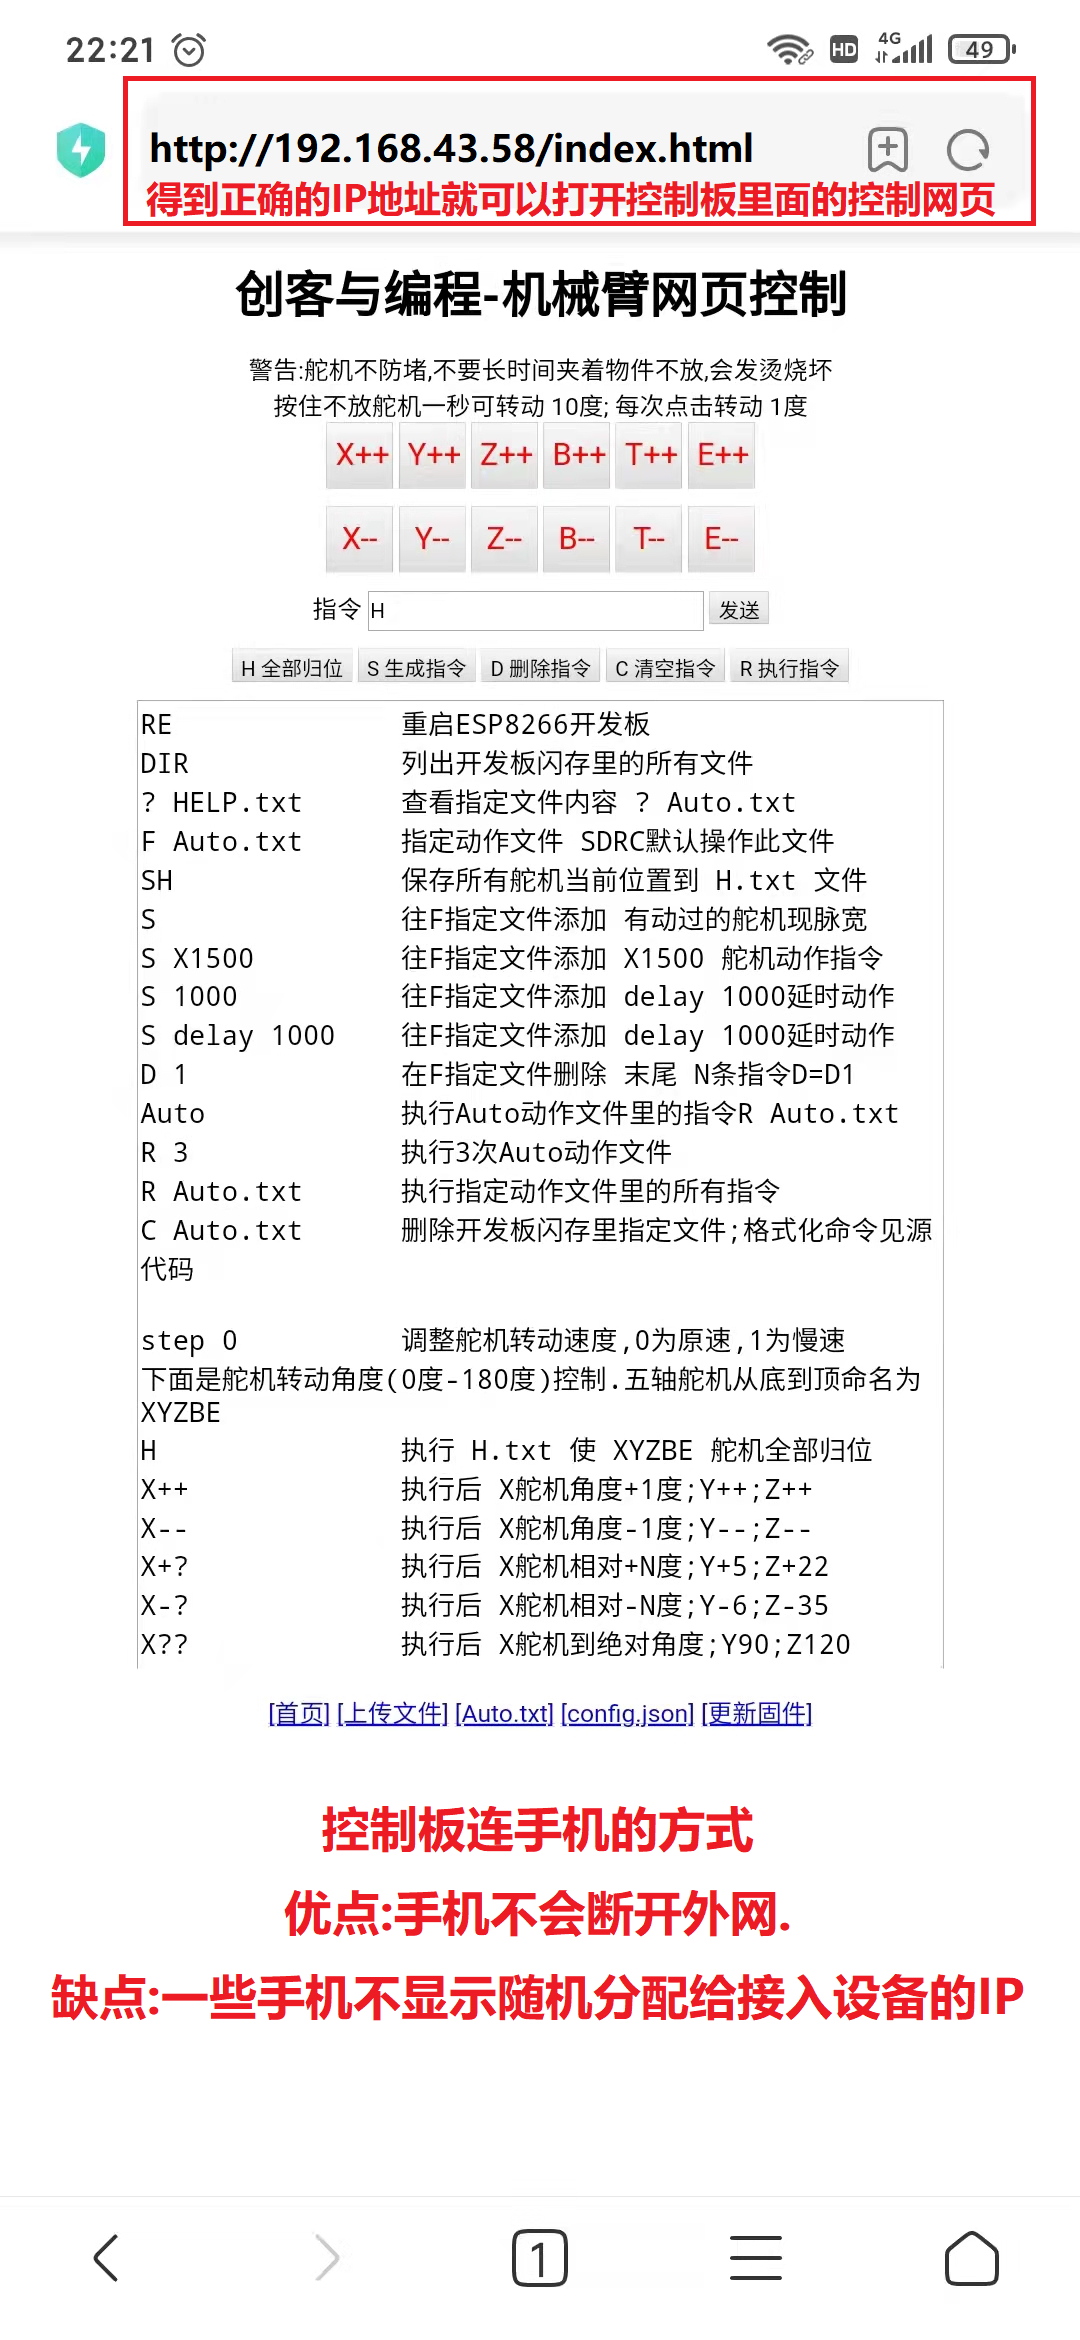 22:21
HD 4G 49
http://192.168.43.58/index.html
得到正确的IP地址就可以打开控制板里面的控制网页
创客与编程-机械臂网页控制
警告:舵机不防堵,不要长时间夹着物件不放,会发烫烧坏
按住不放舵机一秒可转动 10度; 每次点击转动 1度
X++ Y++ Z++ B++ T++ E++
X-- Y-- Z-- B-- T-- E--
指令 H 发送
H 全部归位 S 生成指令 D 删除指令 C 清空指令 R 执行指令
RE 重启ESP8266开发板
DIR 列出开发板闪存里的所有文件
? HELP.txt 查看指定文件内容 ? Auto.txt
F Auto.txt 指定动作文件 SDRC默认操作此文件
SH 保存所有舵机当前位置到 H.txt 文件
S 往F指定文件添加 有动过的舵机现脉宽
S X1500 往F指定文件添加 X1500 舵机动作指令
S 1000 往F指定文件添加 delay 1000延时动作
S delay 1000 往F指定文件添加 delay 1000延时动作
D 1 在F指定文件删除 末尾 N条指令D=D1
Auto 执行Auto动作文件里的指令R Auto.txt
R 3 执行3次Auto动作文件
R Auto.txt 执行指定动作文件里的所有指令
C Auto.txt 删除开发板闪存里指定文件;格式化命令见源
代码
step 0 调整舵机转动速度,0为原速,1为慢速
下面是舵机转动角度(0度-180度)控制.五轴舵机从底到顶命名为
XYZBE
H 执行 H.txt 使 XYZBE 舵机全部归位
X++ 执行后 X舵机角度+1度;Y++;Z++
X-- 执行后 X舵机角度-1度;Y--;Z--
X+? 执行后 X舵机相对+N度;Y+5;Z+22
X-? 执行后 X舵机相对-N度;Y-6;Z-35
X?? 执行后 X舵机到绝对角度;Y90;Z120
[首页] [上传文件] [Auto.txt] [config.json] [更新固件]
控制板连手机的方式
优点:手机不会断开外网.
缺点:一些手机不显示随机分配给接入设备的IP
1